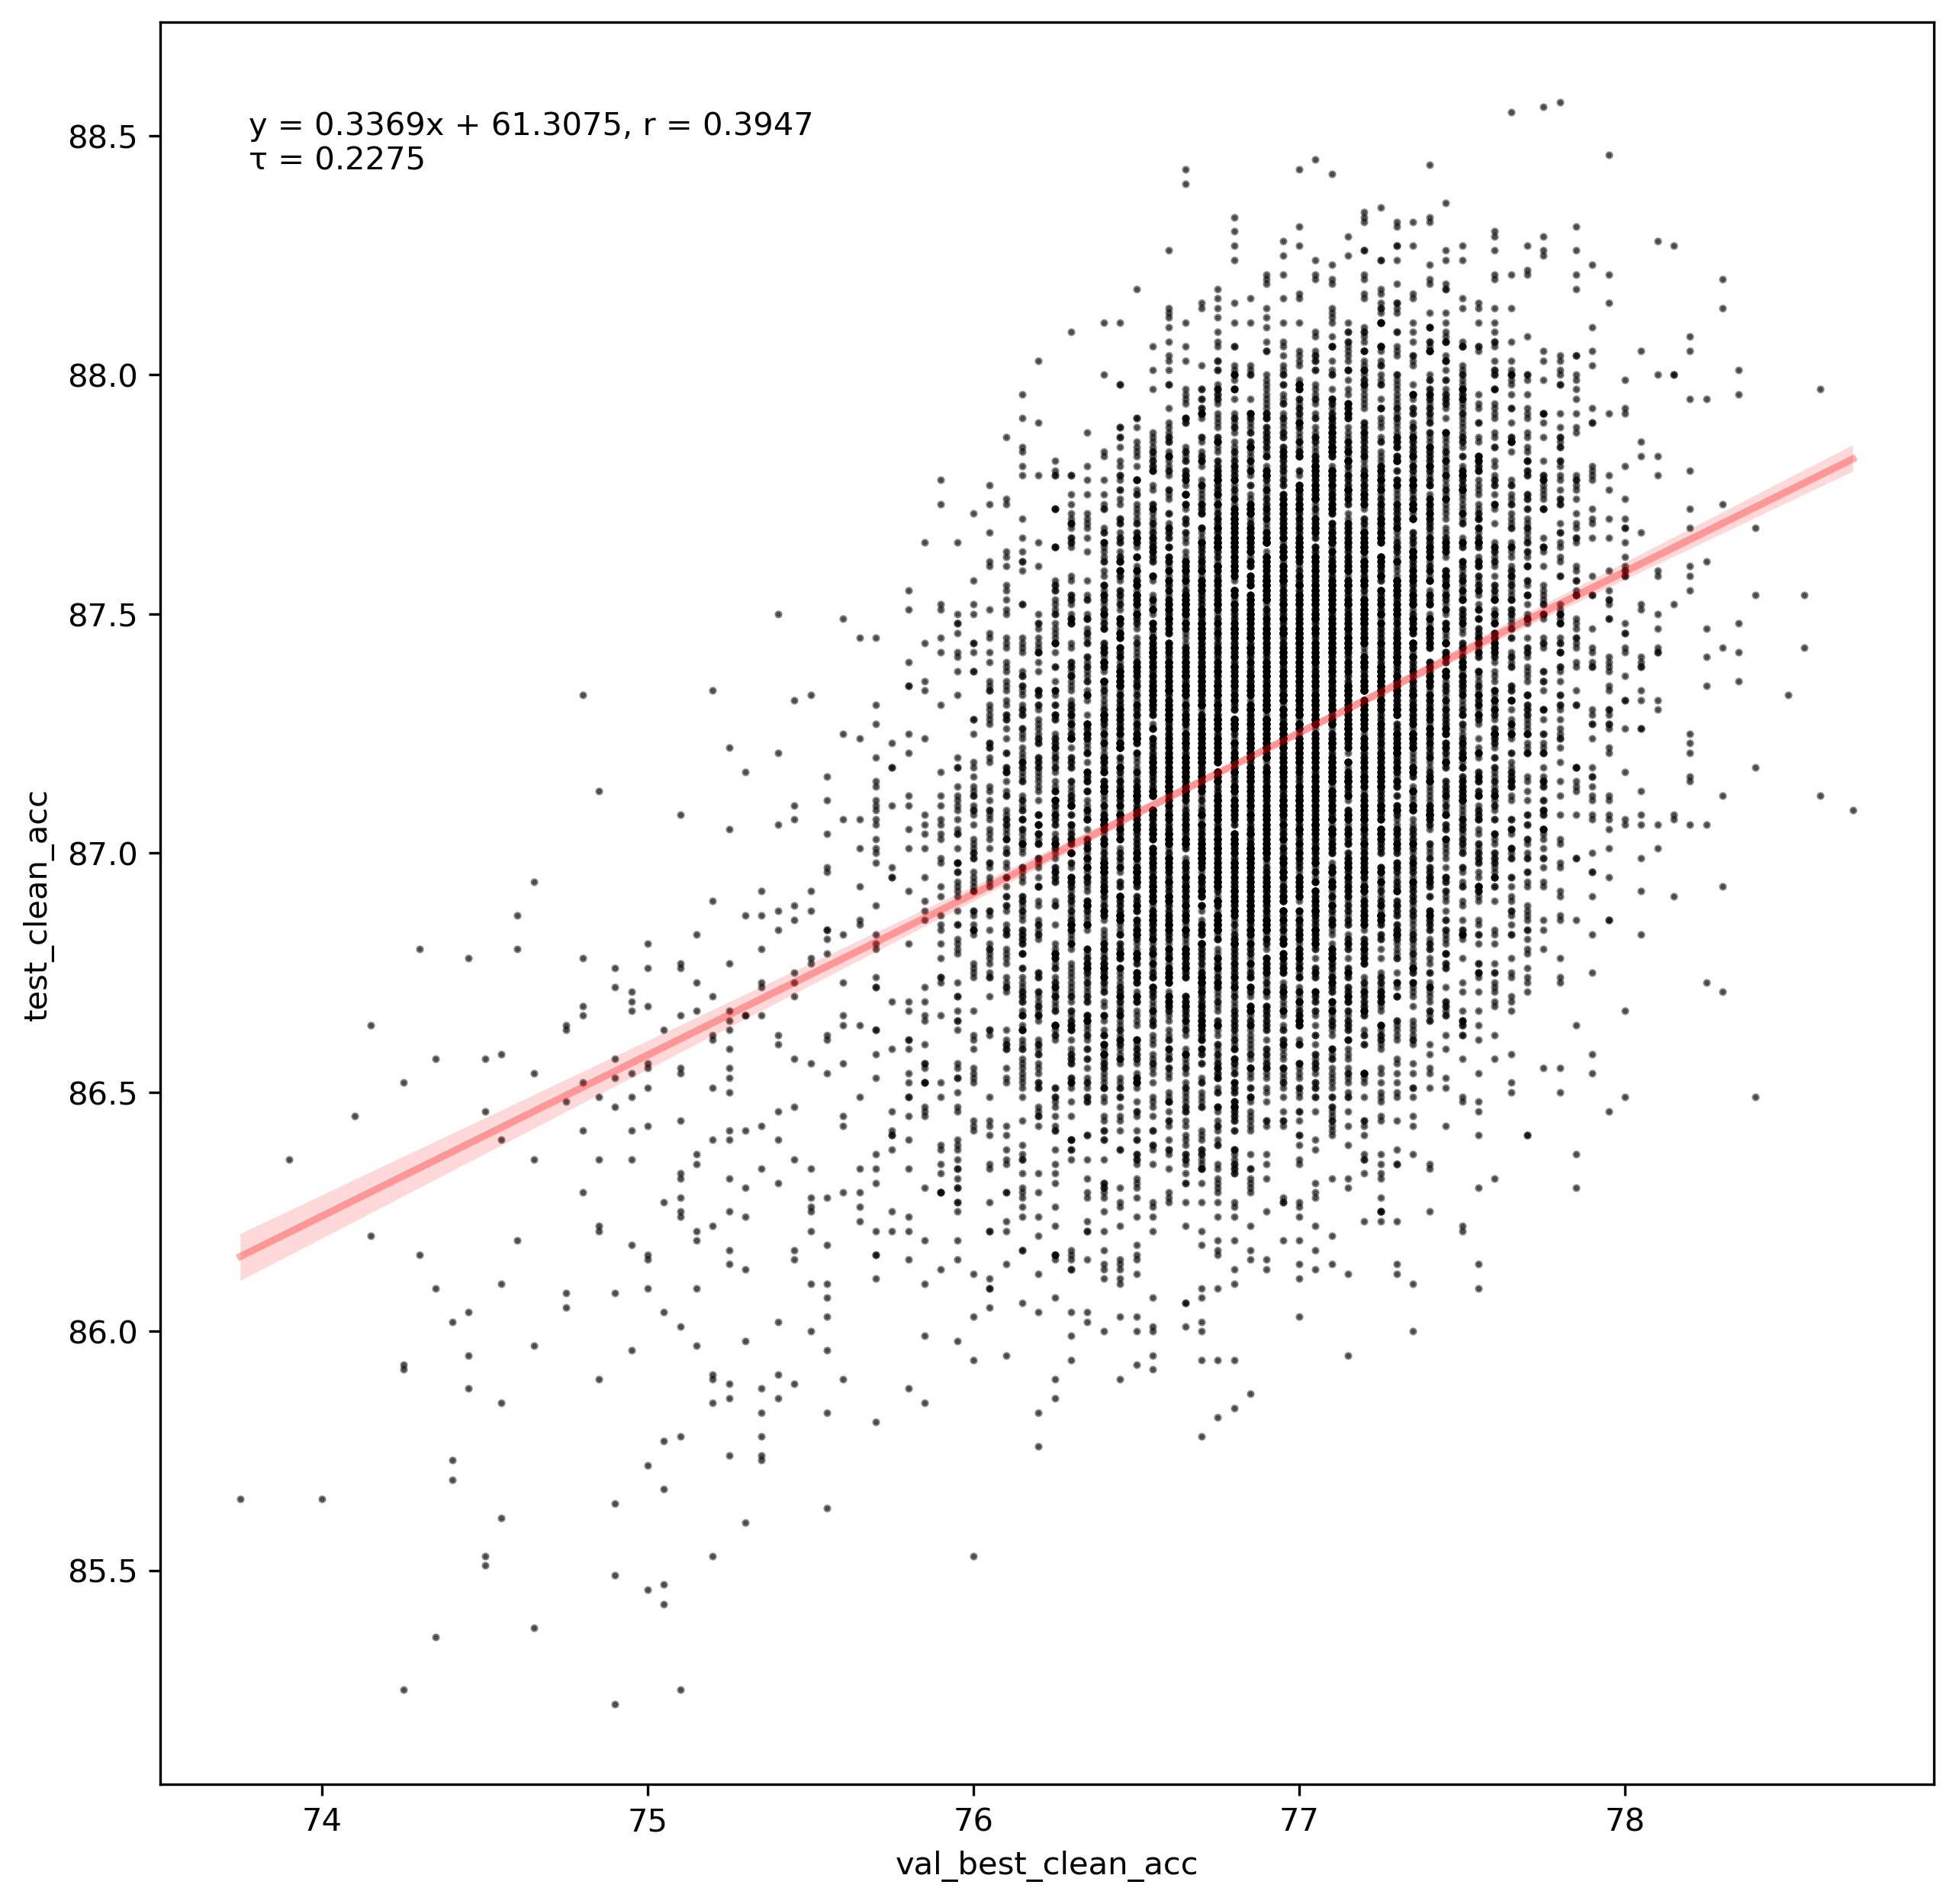 y = 0.3369x + 61.3075, r = 0.3947
τ = 0.2275
88.5
88.0
87.5
87.0
86.5
86.0
85.5
test_clean_acc
74 75 76 77 78
val_best_clean_acc